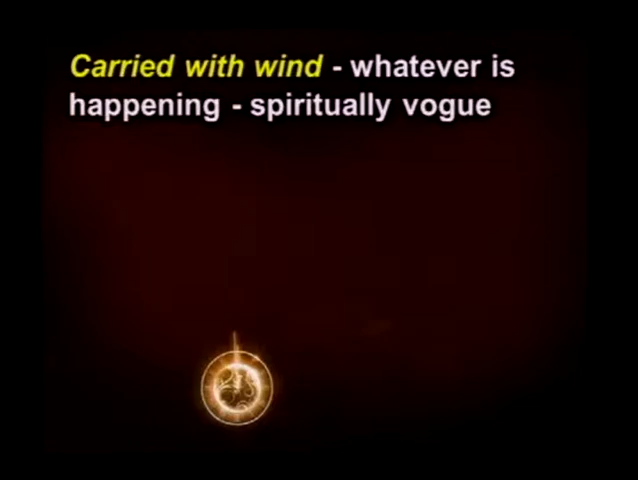 Carried with wind - whatever is
happening - spiritually vogue